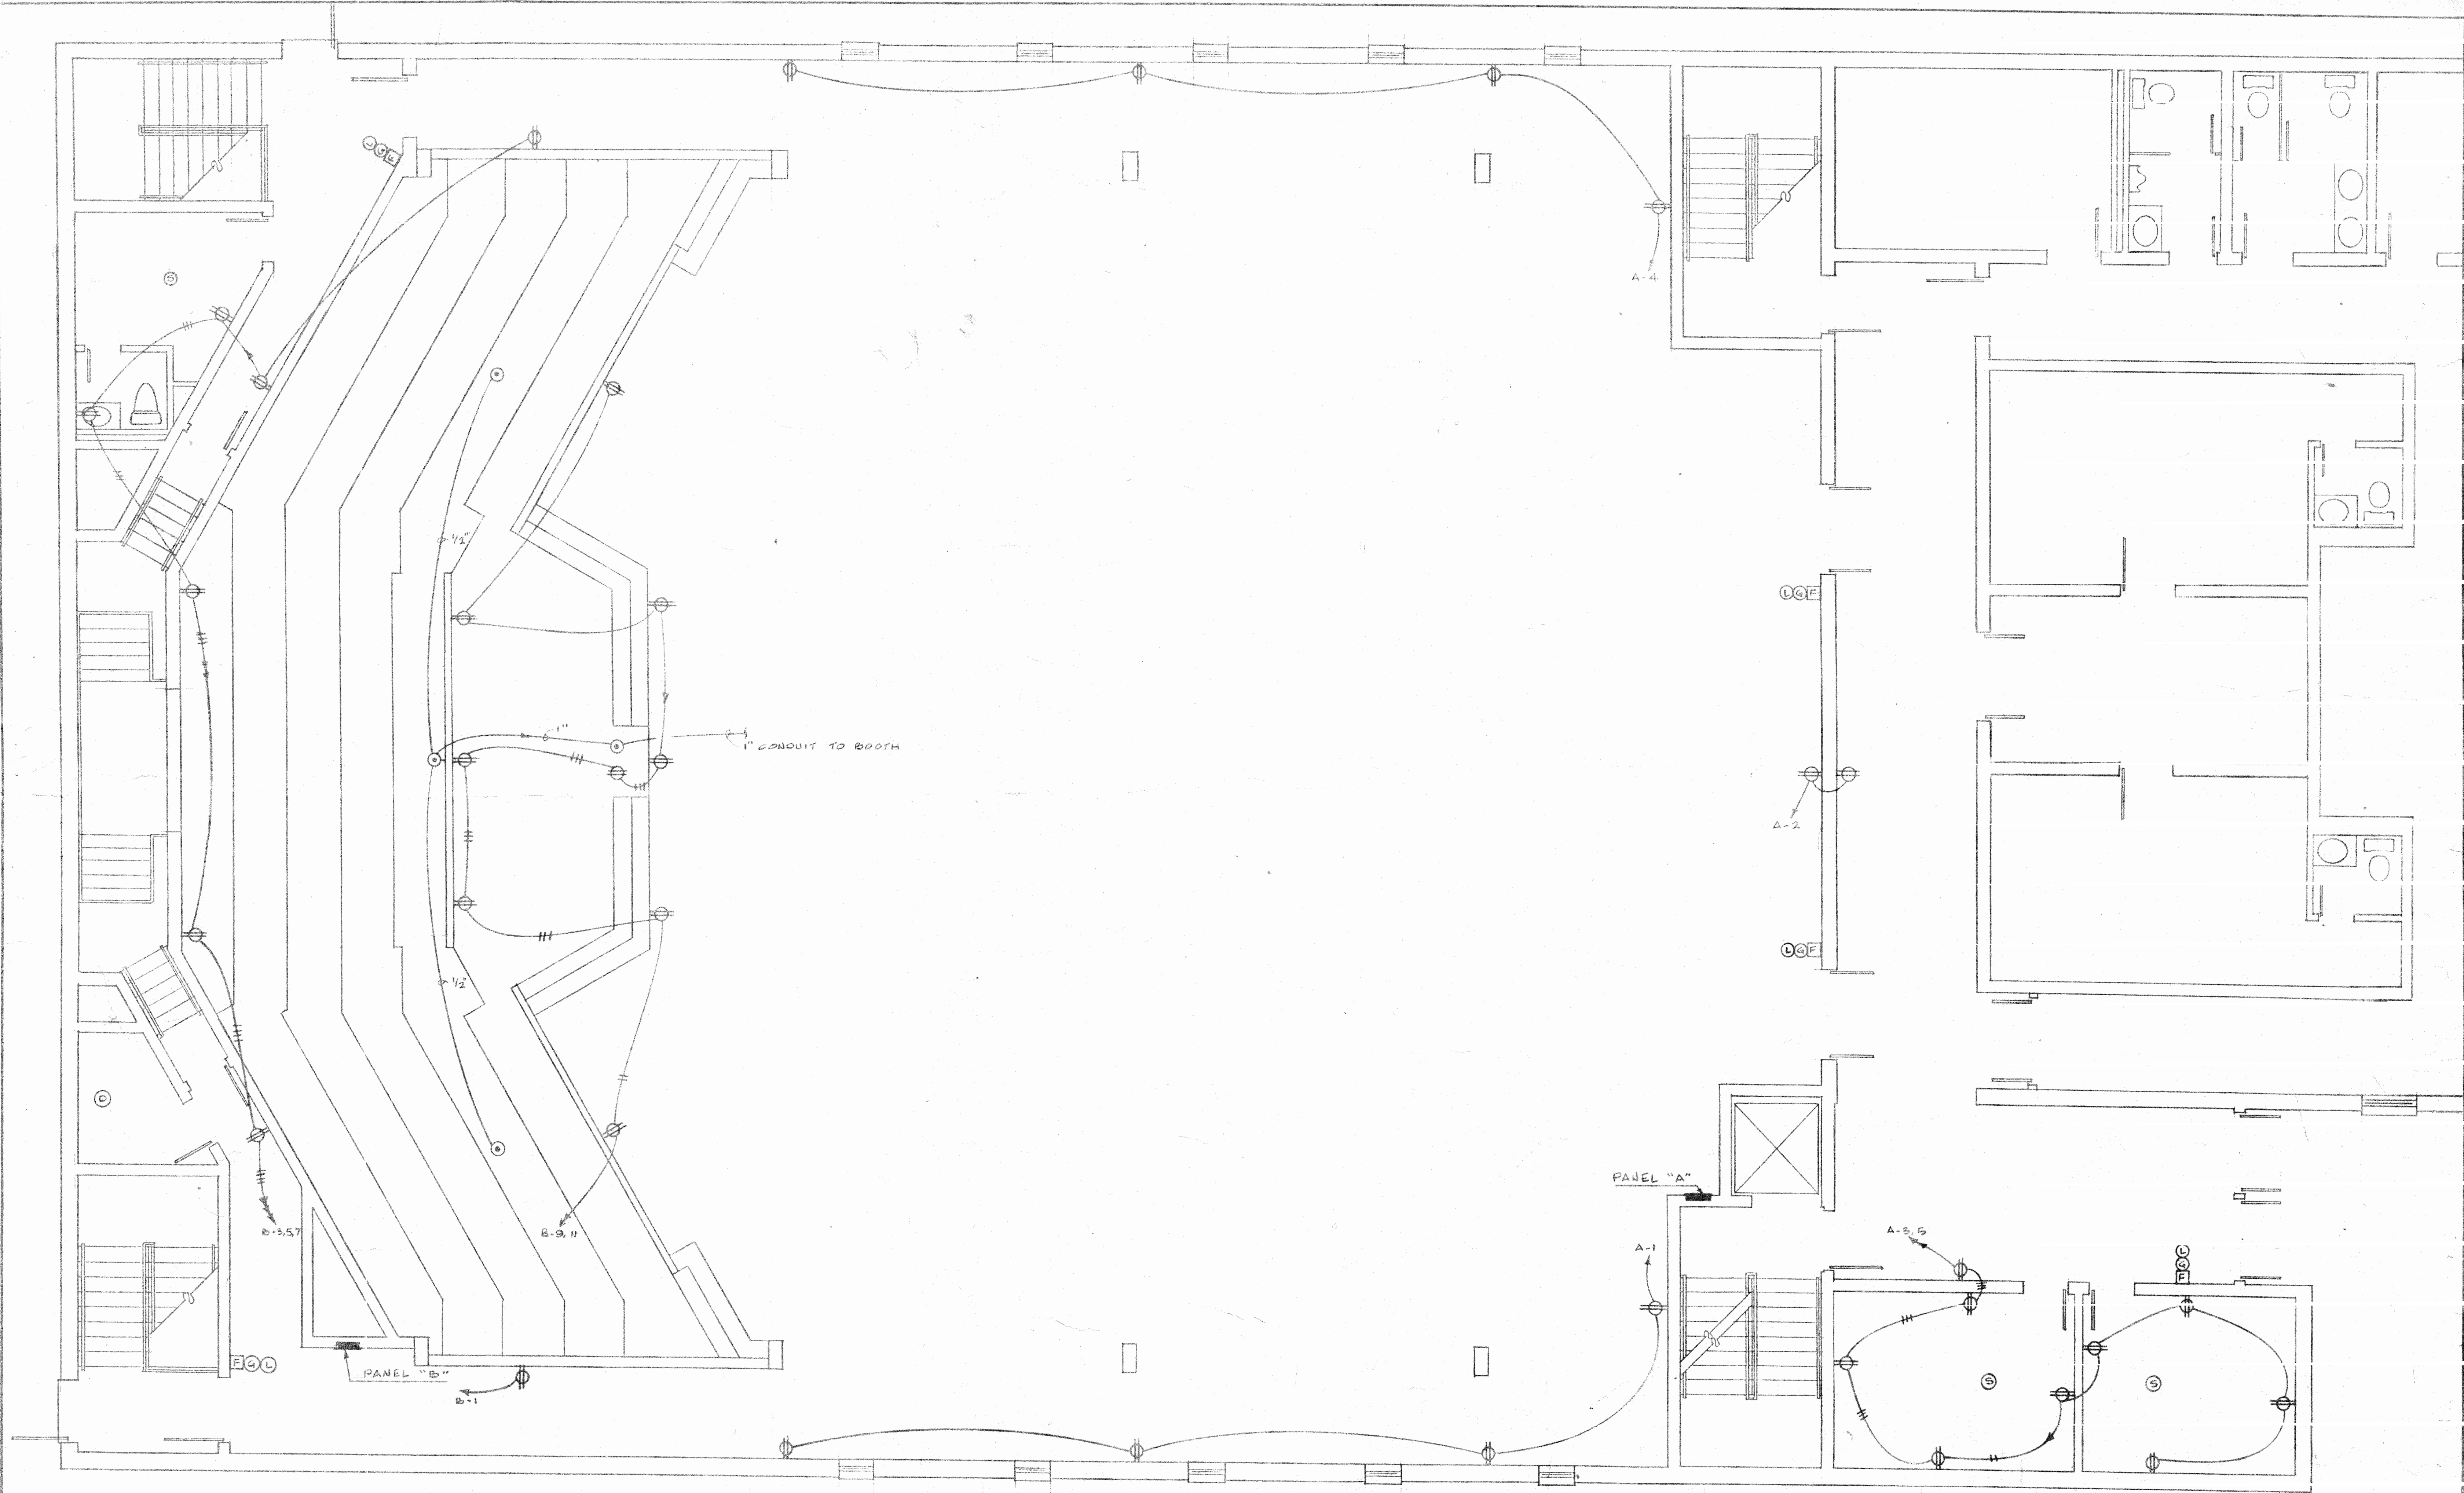 L G F
A-4
S
1/2"
L G F
1"
1" CONDUIT TO BOOTH
A-2
L G F
1/2"
D
PANEL "A"
B-3,5,7
B-9,11
A-3,5
A-1
L
G
F
F G L
PANEL "B"
B-1
S
S